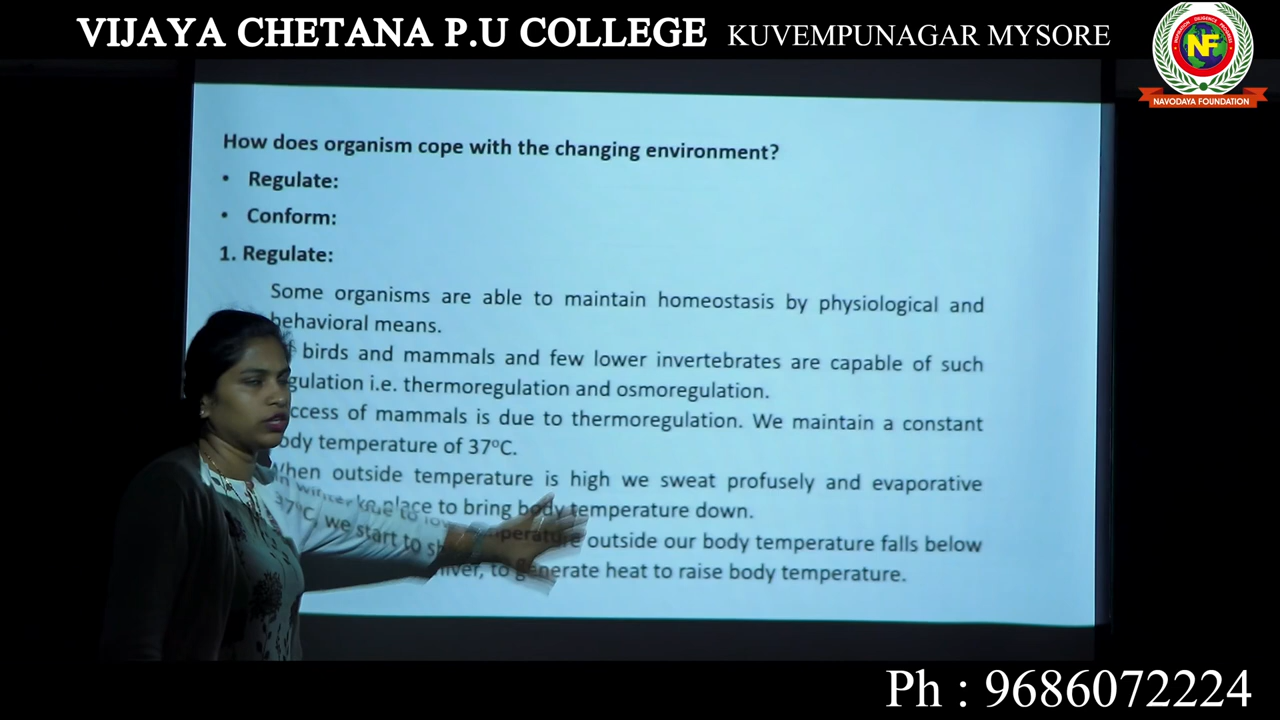 VIJAYA CHETANA P.U COLLEGE KUVEMPUNAGAR MYSORE
NF
NAVODAYA FOUNDATION
How does organism cope with the changing environment?
• Regulate:
• Conform:
1. Regulate:
Some organisms are able to maintain homeostasis by physiological and
behavioral means.
birds and mammals and few lower invertebrates are capable of such
gulation i.e. thermoregulation and osmoregulation.
ccess of mammals is due to thermoregulation. We maintain a constant
ody temperature of 37°C.
When outside temperature is high we sweat profusely and evaporative
place to bring body temperature down.
temperature outside our body temperature falls below
37°C, we start to shiver, to generate heat to raise body temperature.
Ph : 9686072224